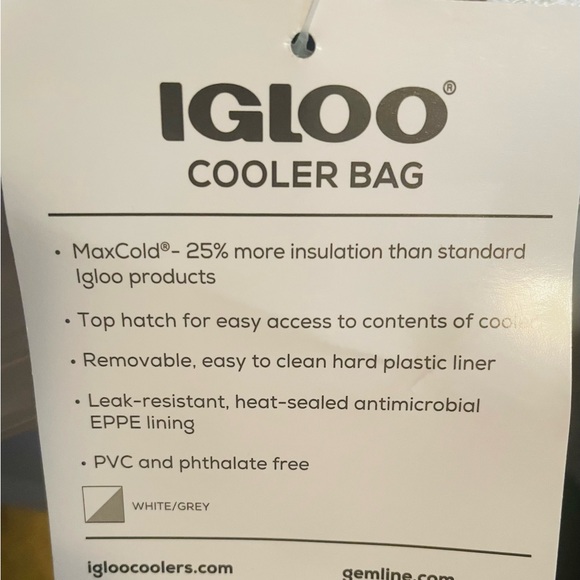 IGLOO®
COOLER BAG
• MaxCold®- 25% more insulation than standard
Igloo products
• Top hatch for easy access to contents of cooler
• Removable, easy to clean hard plastic liner
• Leak-resistant, heat-sealed antimicrobial
EPPE lining
• PVC and phthalate free
WHITE/GREY
igloocoolers.com gemline.com